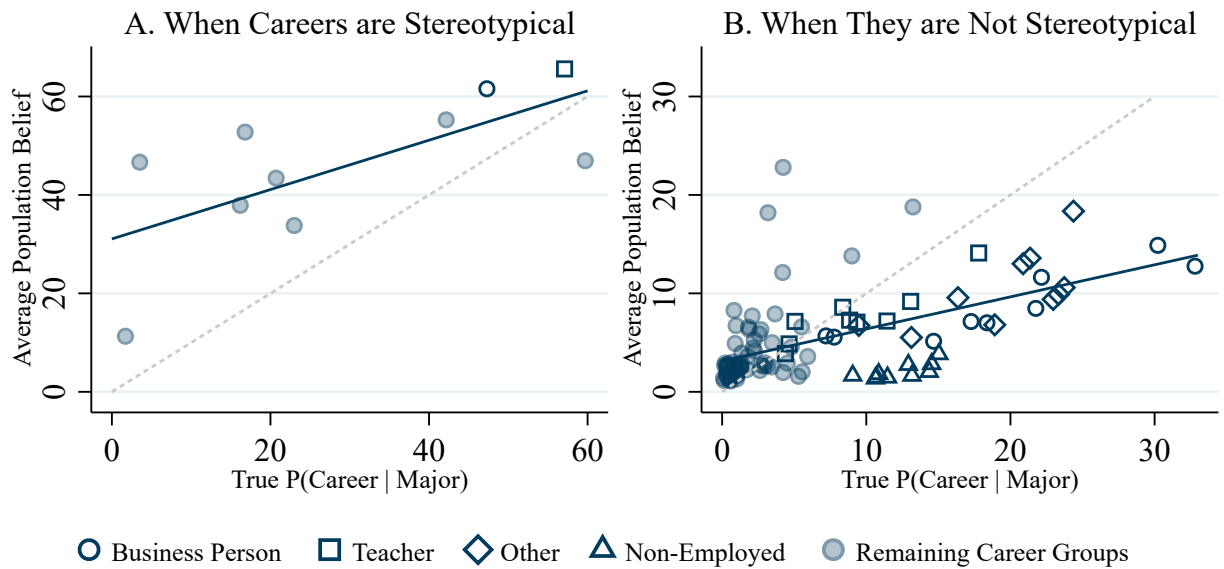 A. When Careers are Stereotypical
Average Population Belief
60
40
20
0
0 20 40 60
True P(Career | Major)
B. When They are Not Stereotypical
Average Population Belief
30
20
10
0
0 10 20 30
True P(Career | Major)
Business Person Teacher Other Non-Employed Remaining Career Groups